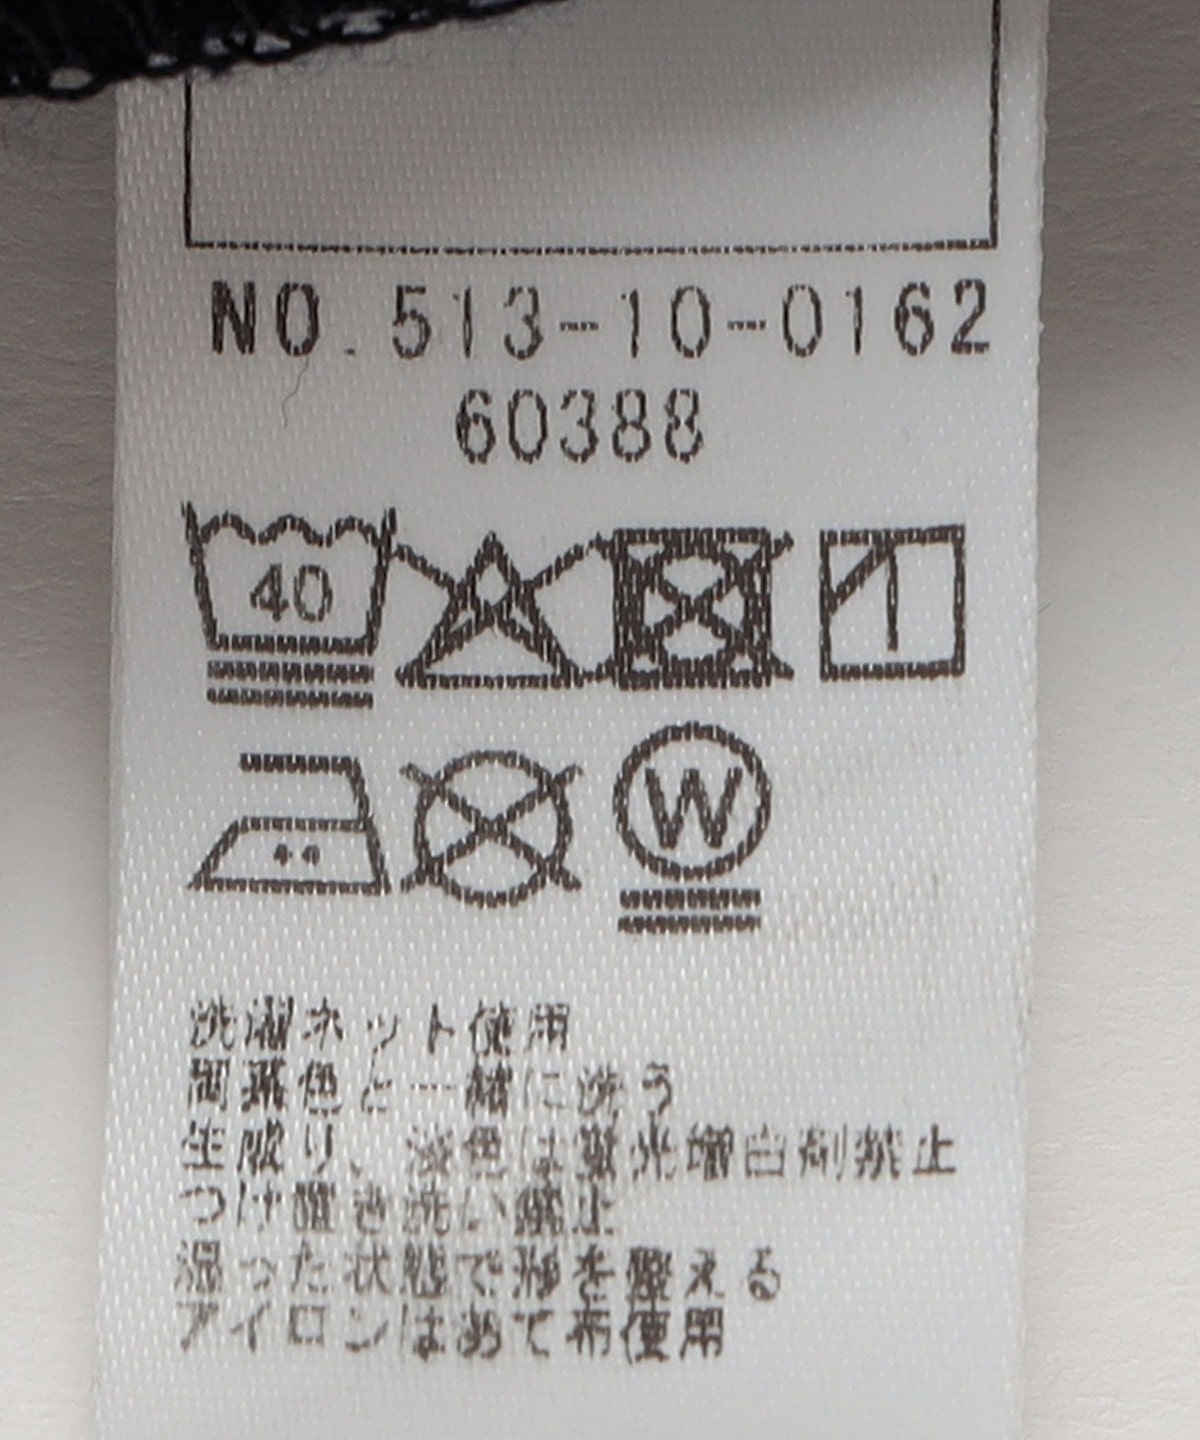 NO.513-10-0162
60388
40
W
洗濯ネット使用
同系色と一緒に洗う
生成り、淡色は蛍光増白剤禁止
つけ置き洗い禁止
湿った状態で形を整える
アイロンはあて布使用